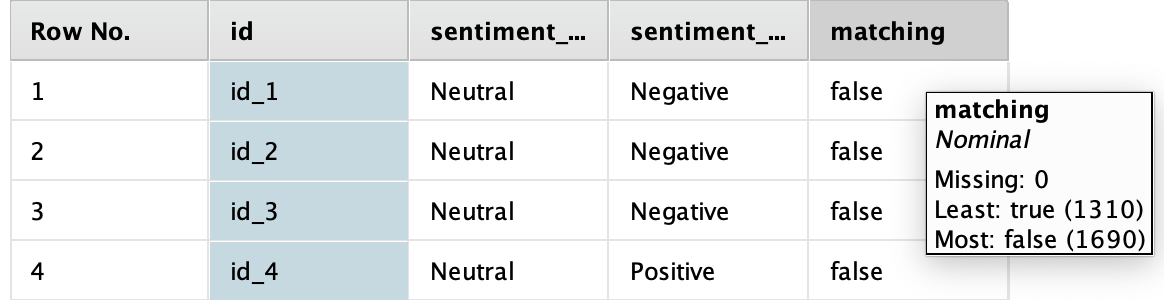 Row No. id sentiment_... sentiment_... matching
1 id_1 Neutral Negative false
2 id_2 Neutral Negative false
3 id_3 Neutral Negative false
4 id_4 Neutral Positive false
matching
Nominal
Missing: 0
Least: true (1310)
Most: false (1690)